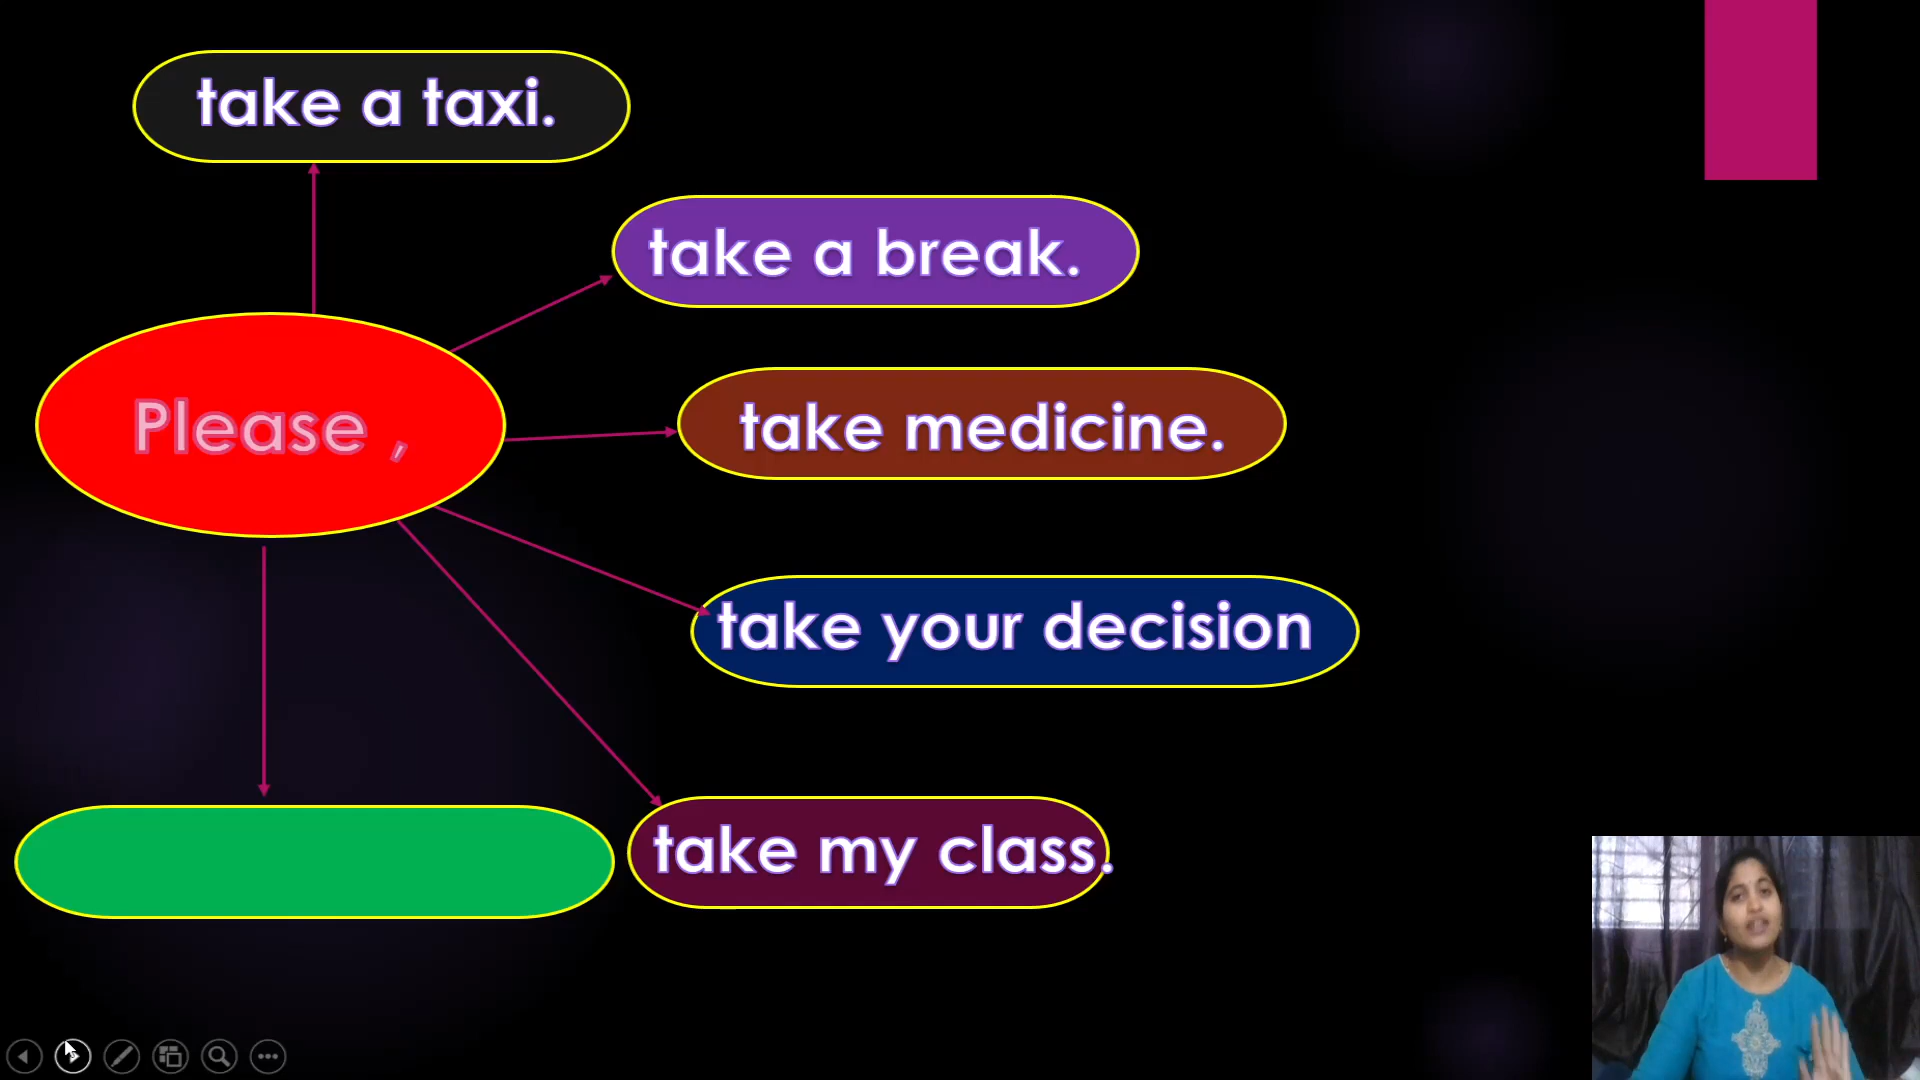 take a taxi.
take a break.
Please ,
take medicine.
take your decision
take my class.